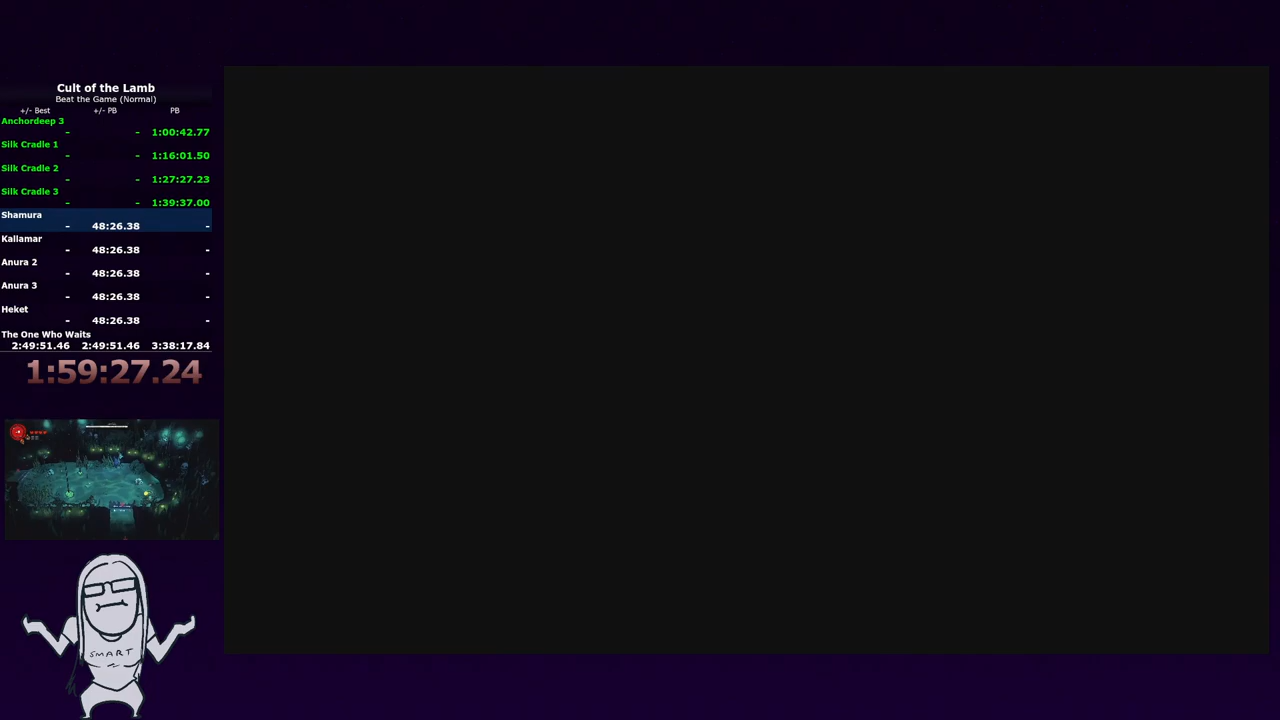 Cult of the Lamb
Beat the Game (Normal)
+/- Best +/- PB PB
Anchordeep 3
- - 1:00:42.77
Silk Cradle 1
- - 1:16:01.50
Silk Cradle 2
- - 1:27:27.23
Silk Cradle 3
- - 1:39:37.00
Shamura
- 48:26.38 -
Kallamar
- 48:26.38 -
Anura 2
- 48:26.38 -
Anura 3
- 48:26.38 -
Heket
- 48:26.38 -
The One Who Waits
2:49:51.46 2:49:51.46 3:38:17.84
1:59:27.24
SMART